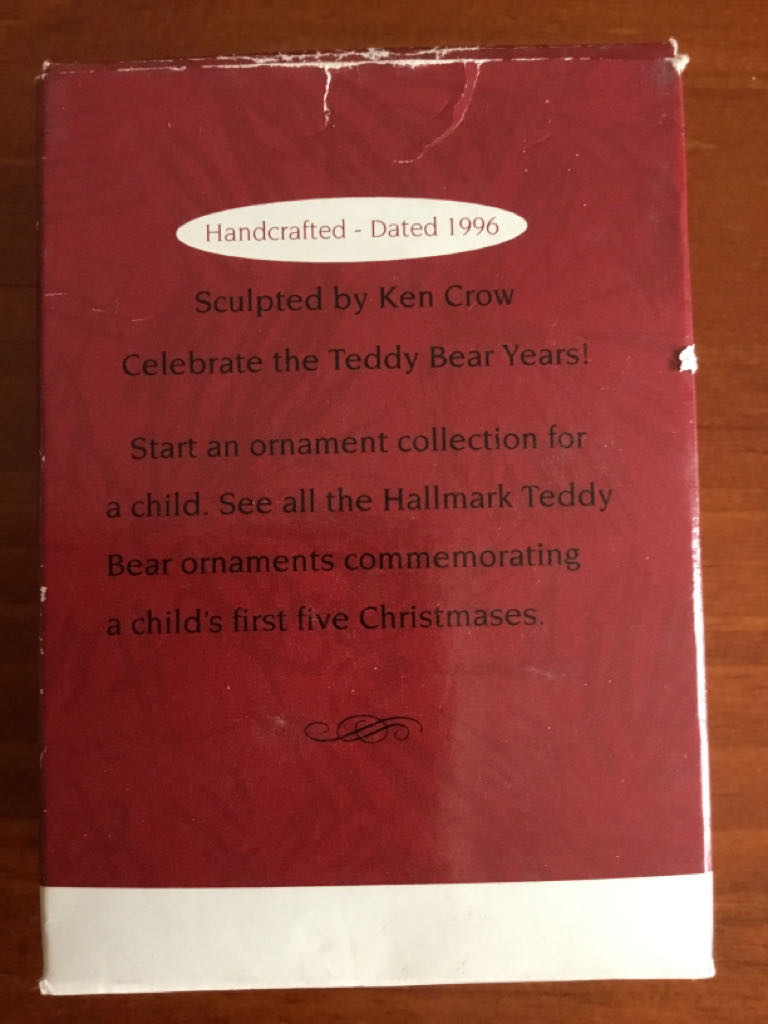 Handcrafted - Dated 1996
Sculpted by Ken Crow
Celebrate the Teddy Bear Years!
Start an ornament collection for
a child. See all the Hallmark Teddy
Bear ornaments commemorating
a child's first five Christmases.